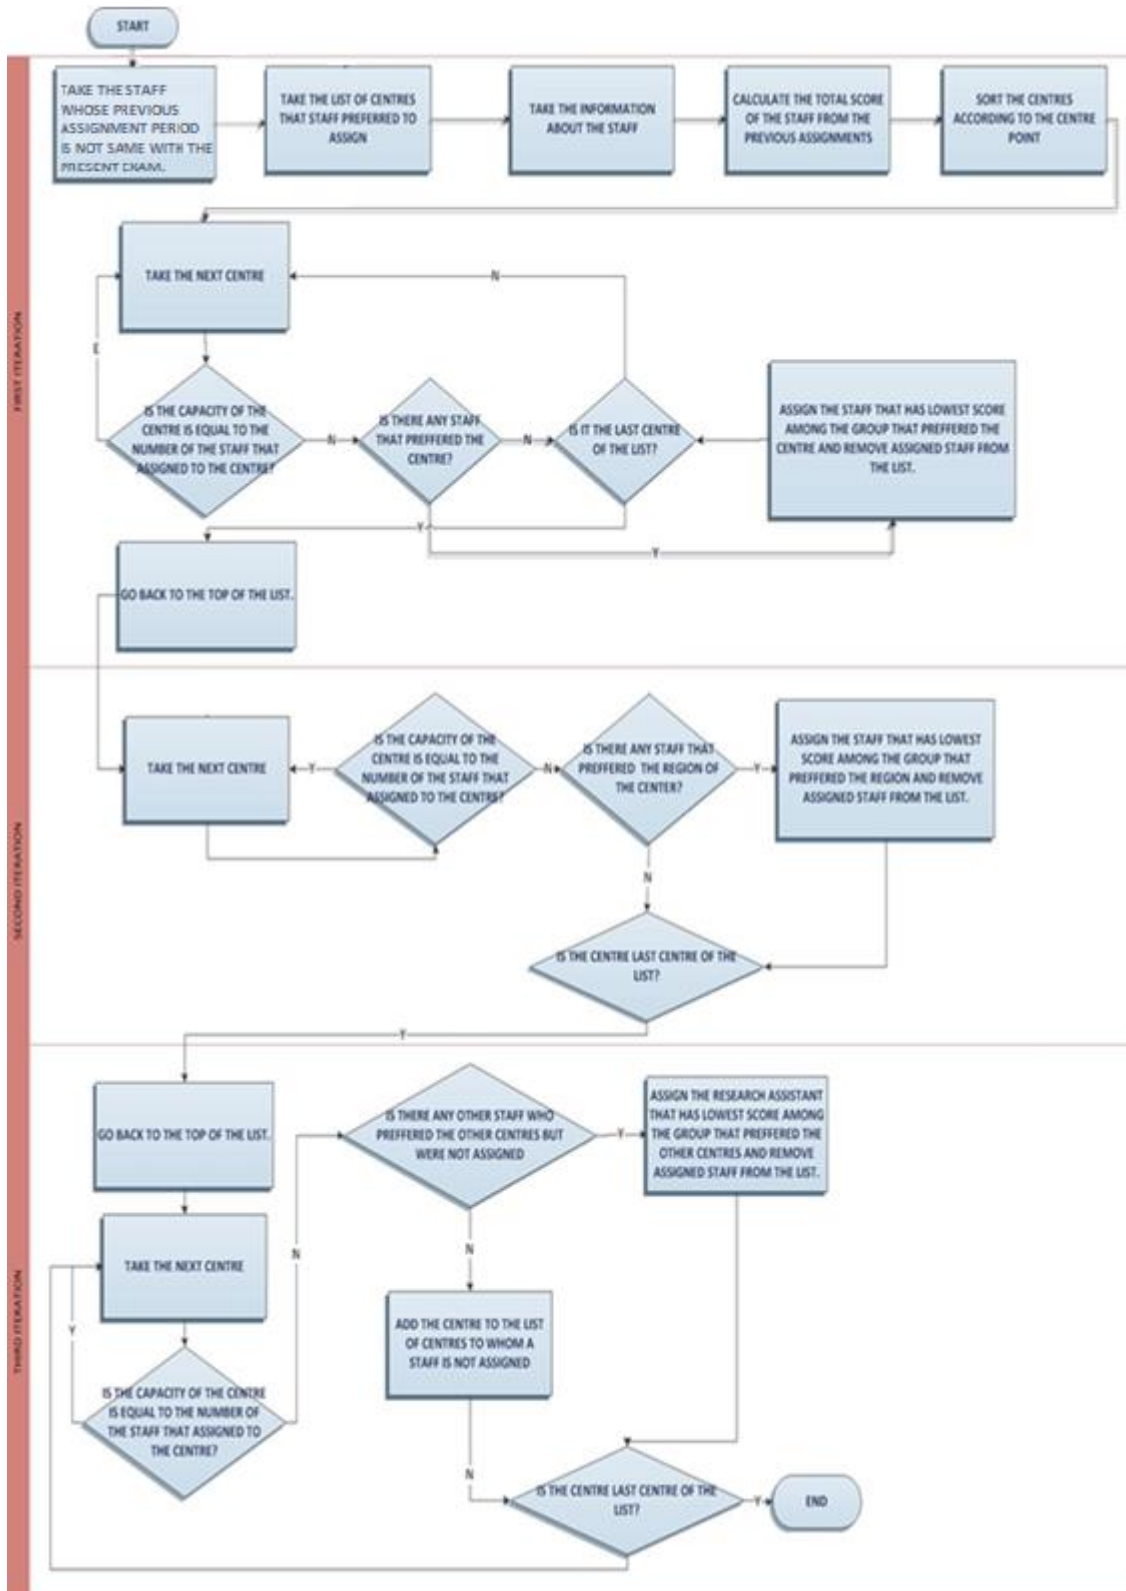 START
TAKE THE STAFF
WHOSE PREVIOUS
ASSIGNMENT PERIOD
IS NOT SAME WITH THE
PRESENT EXAM.
TAKE THE LIST OF CENTRES
THAT STAFF PREFERRED TO
ASSIGN
TAKE THE INFORMATION
ABOUT THE STAFF
CALCULATE THE TOTAL SCORE
OF THE STAFF FROM THE
PREVIOUS ASSIGNMENTS
SORT THE CENTRES
ACCORDING TO THE CENTRE
POINT
FIRST ITERATION
TAKE THE NEXT CENTRE
N
E
IS THE CAPACITY OF THE
CENTRE IS EQUAL TO THE
NUMBER OF THE STAFF THAT
ASSIGNED TO THE CENTRE?
N
IS THERE ANY STAFF
THAT PREFFERED THE
CENTRE?
N
IS IT THE LAST CENTRE
OF THE LIST?
ASSIGN THE STAFF THAT HAS LOWEST SCORE
AMONG THE GROUP THAT PREFFERED THE
CENTRE AND REMOVE ASSIGNED STAFF FROM
THE LIST.
Y
Y
GO BACK TO THE TOP OF THE LIST.
SECOND ITERATION
TAKE THE NEXT CENTRE
Y
IS THE CAPACITY OF THE
CENTRE IS EQUAL TO THE
NUMBER OF THE STAFF THAT
ASSIGNED TO THE CENTRE?
N
IS THERE ANY STAFF THAT
PREFFERED THE REGION OF
THE CENTER?
Y
ASSIGN THE STAFF THAT HAS LOWEST
SCORE AMONG THE GROUP THAT
PREFFERED THE REGION AND REMOVE
ASSIGNED STAFF FROM THE LIST.
N
IS THE CENTRE LAST CENTRE OF THE
LIST?
Y
THIRD ITERATION
GO BACK TO THE TOP OF THE LIST.
TAKE THE NEXT CENTRE
Y
IS THE CAPACITY OF THE CENTRE
IS EQUAL TO THE NUMBER OF
THE STAFF THAT ASSIGNED TO
THE CENTRE?
N
IS THERE ANY OTHER STAFF WHO
PREFFERED THE OTHER CENTRES BUT
WERE NOT ASSIGNED
Y
ASSIGN THE RESEARCH ASSISTANT
THAT HAS LOWEST SCORE AMONG
THE GROUP THAT PREFFERED THE
OTHER CENTRES AND REMOVE
ASSIGNED STAFF FROM THE LIST.
N
ADD THE CENTRE TO THE LIST
OF CENTRES TO WHOM A
STAFF IS NOT ASSIGNED
N
IS THE CENTRE LAST CENTRE OF THE
LIST?
Y
END